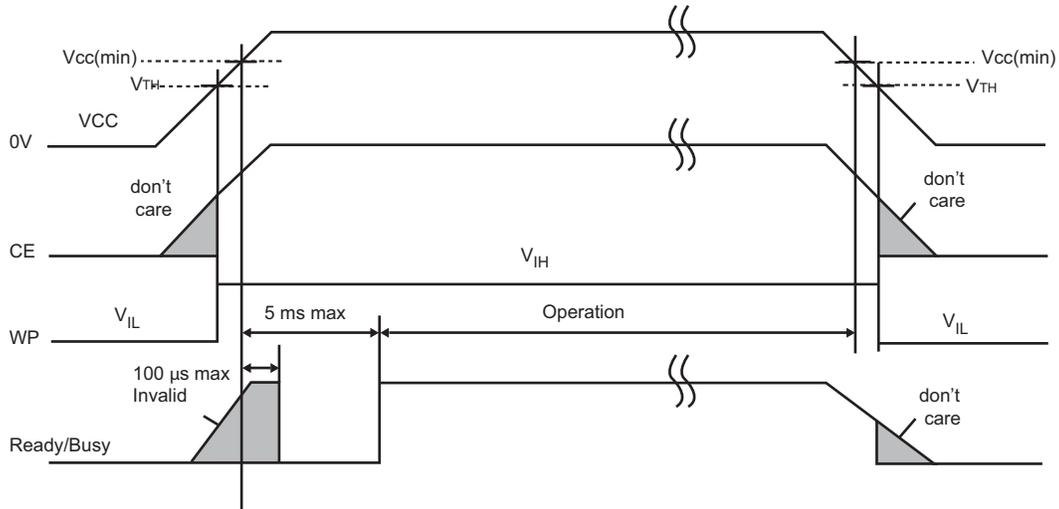 Vcc(min)
Vcc(min)
VTH
VTH
VCC
0V
don't
care
don't
care
CE
VIH
5 ms max
Operation
VIL
VIL
WP
100 µs max
Invalid
don't
care
Ready/Busy